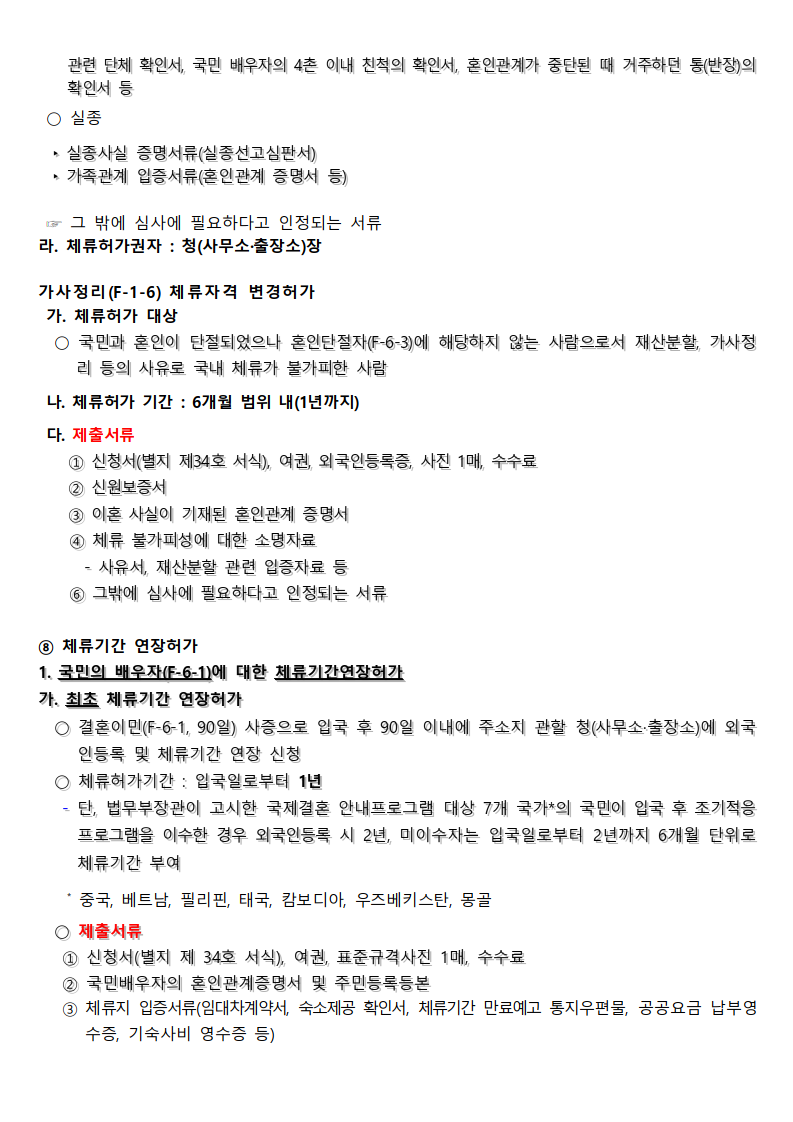 관련 단체 확인서, 국민 배우자의 4촌 이내 친척의 확인서, 혼인관계가 중단된 때 거주하던 통(반장)의
확인서 등
○ 실종
‣ 실종사실 증명서류(실종선고심판서)
‣ 가족관계 입증서류(혼인관계 증명서 등)
☞ 그 밖에 심사에 필요하다고 인정되는 서류
라. 체류허가권자 : 청(사무소·출장소)장
가사정리(F-1-6) 체류자격 변경허가
가. 체류허가 대상
○ 국민과 혼인이 단절되었으나 혼인단절자(F-6-3)에 해당하지 않는 사람으로서 재산분할, 가사정
리 등의 사유로 국내 체류가 불가피한 사람
나. 체류허가 기간 : 6개월 범위 내(1년까지)
다. 제출서류
① 신청서(별지 제34호 서식), 여권, 외국인등록증, 사진 1매, 수수료
② 신원보증서
③ 이혼 사실이 기재된 혼인관계 증명서
④ 체류 불가피성에 대한 소명자료
- 사유서, 재산분할 관련 입증자료 등
⑥ 그밖에 심사에 필요하다고 인정되는 서류
⑧ 체류기간 연장허가
1. 국민의 배우자(F-6-1)에 대한 체류기간연장허가
가. 최초 체류기간 연장허가
○ 결혼이민(F-6-1, 90일) 사증으로 입국 후 90일 이내에 주소지 관할 청(사무소·출장소)에 외국
인등록 및 체류기간 연장 신청
○ 체류허가기간 : 입국일로부터 1년
- 단, 법무부장관이 고시한 국제결혼 안내프로그램 대상 7개 국가*의 국민이 입국 후 조기적응
프로그램을 이수한 경우 외국인등록 시 2년, 미이수자는 입국일로부터 2년까지 6개월 단위로
체류기간 부여
* 중국, 베트남, 필리핀, 태국, 캄보디아, 우즈베키스탄, 몽골
○ 제출서류
① 신청서(별지 제 34호 서식), 여권, 표준규격사진 1매, 수수료
② 국민배우자의 혼인관계증명서 및 주민등록등본
③ 체류지 입증서류(임대차계약서, 숙소제공 확인서, 체류기간 만료예고 통지우편물, 공공요금 납부영
수증, 기숙사비 영수증 등)